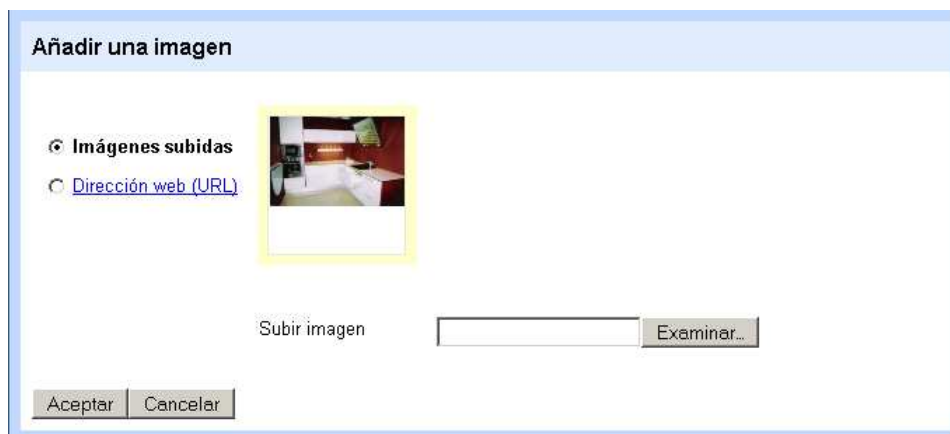 Añadir una imagen
Imágenes subidas
Dirección web (URL)
Subir imagen
Examinar...
Aceptar
Cancelar